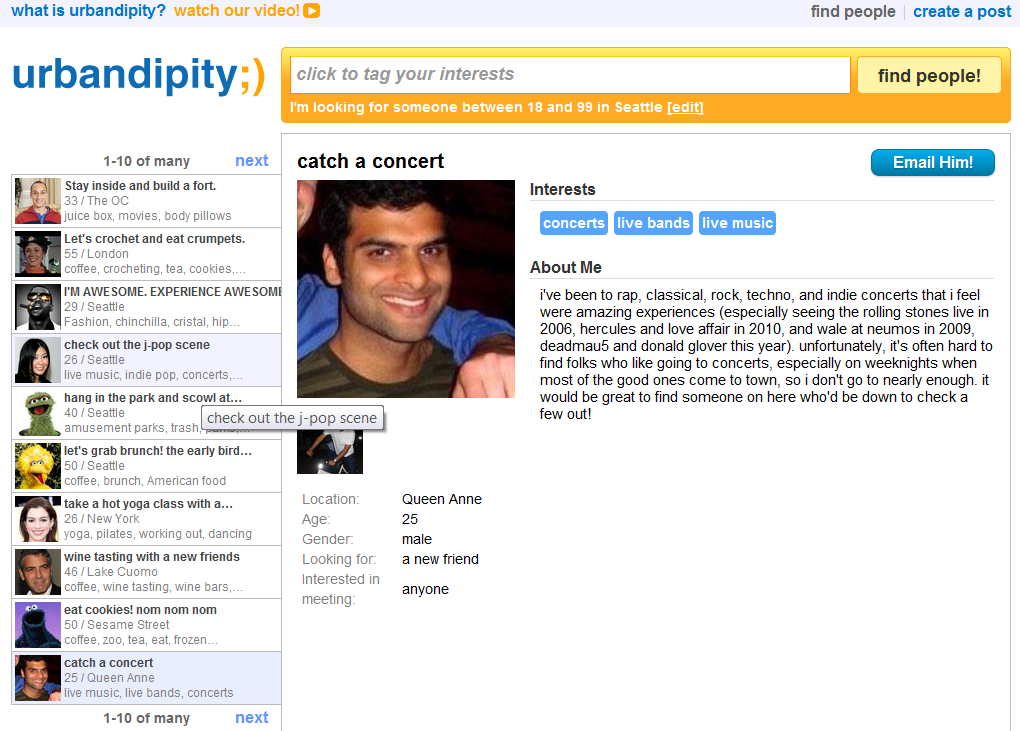 what is urbandipity? watch our video!
find people | create a post
urbandipity;)
click to tag your interests
find people!
I'm looking for someone between 18 and 99 in Seattle [edit]
1-10 of many next
Stay inside and build a fort.
33 / The OC
juice box, movies, body pillows
Let's crochet and eat crumpets.
55 / London
coffee, crocheting, tea, cookies,...
I'M AWESOME. EXPERIENCE AWESOME
29 / Seattle
Fashion, chinchilla, cristal, hip...
check out the j-pop scene
26 / Seattle
live music, indie pop, concerts,...
hang in the park and scowl at...
40 / Seattle
amusement parks, trash, parks,...
check out the j-pop scene
let's grab brunch! the early bird...
50 / Seattle
coffee, brunch, American food
take a hot yoga class with a...
26 / New York
yoga, pilates, working out, dancing
wine tasting with a new friends
46 / Lake Cuomo
coffee, wine tasting, wine bars,...
eat cookies! nom nom nom
50 / Sesame Street
coffee, zoo, tea, eat, frozen...
catch a concert
25 / Queen Anne
live music, live bands, concerts
1-10 of many next
catch a concert
Email Him!
Interests
concerts live bands live music
About Me
i've been to rap, classical, rock, techno, and indie concerts that i feel
were amazing experiences (especially seeing the rolling stones live in
2006, hercules and love affair in 2010, and wale at neumos in 2009,
deadmau5 and donald glover this year). unfortunately, it's often hard to
find folks who like going to concerts, especially on weeknights when
most of the good ones come to town, so i don't go to nearly enough. it
would be great to find someone on here who'd be down to check a
few out!
Location: Queen Anne
Age: 25
Gender: male
Looking for: a new friend
Interested in
meeting: anyone